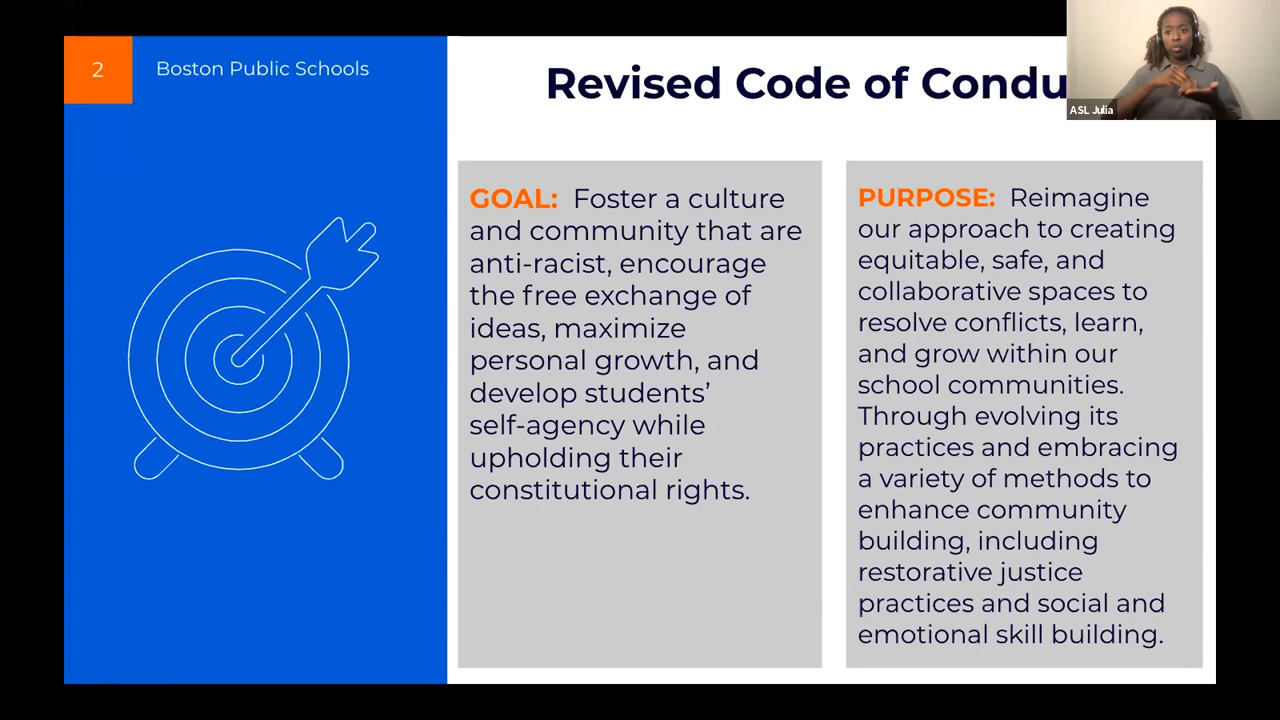 2
Boston Public Schools
Revised Code of Condu
ASL Julia
GOAL: Foster a culture
and community that are
anti-racist, encourage
the free exchange of
ideas, maximize
personal growth, and
develop students'
self-agency while
upholding their
constitutional rights.
PURPOSE: Reimagine
our approach to creating
equitable, safe, and
collaborative spaces to
resolve conflicts, learn,
and grow within our
school communities.
Through evolving its
practices and embracing
a variety of methods to
enhance community
building, including
restorative justice
practices and social and
emotional skill building.